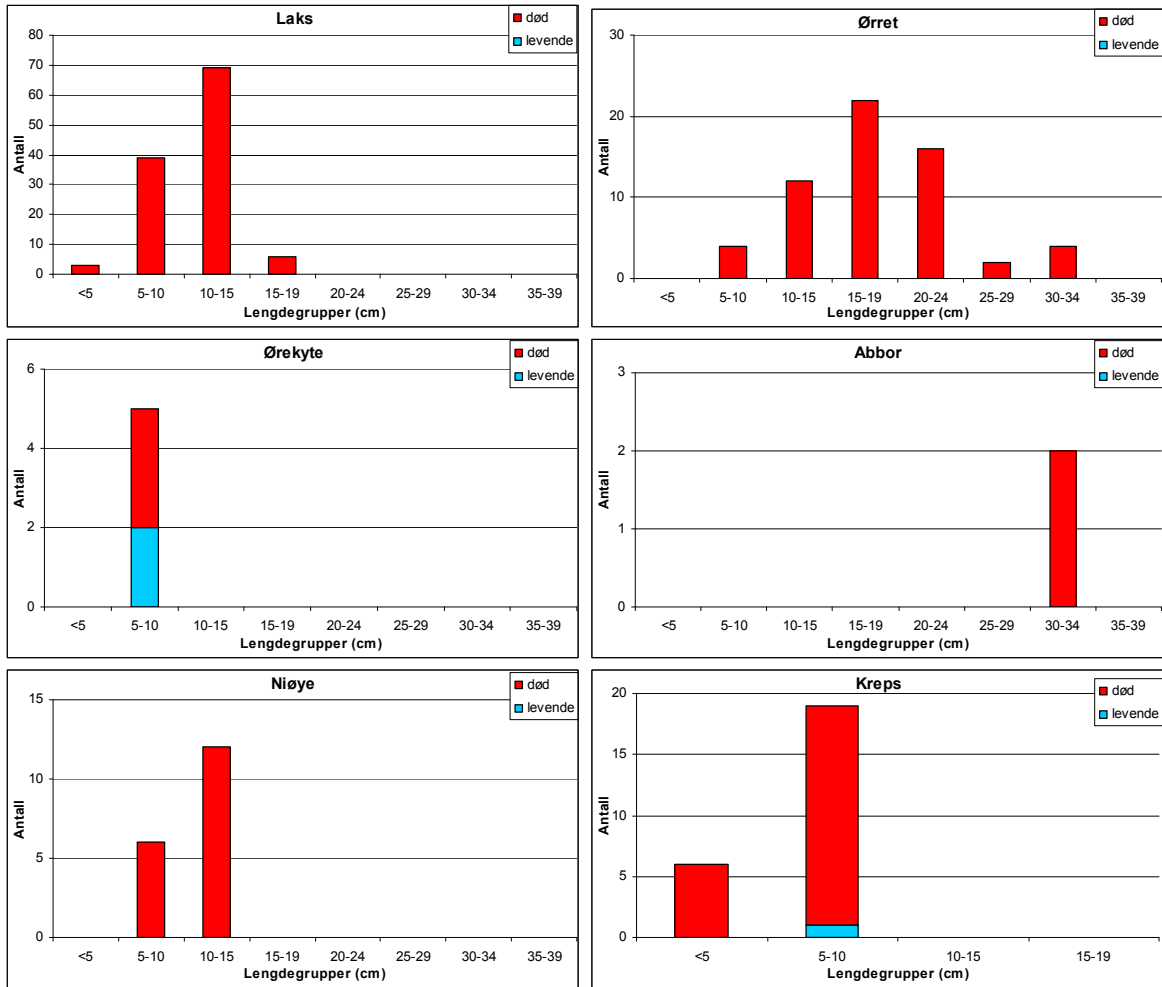 Laks
død
levende
80
70
60
50
40
30
20
10
0
Antall
<5 5-10 10-15 15-19 20-24 25-29 30-34 35-39
Lengdegrupper (cm)
Ørret
død
levende
30
20
10
0
Antall
<5 5-10 10-15 15-19 20-24 25-29 30-34 35-39
Lengdegrupper (cm)
Ørekyte
død
levende
6
4
2
0
Antall
<5 5-10 10-15 15-19 20-24 25-29 30-34 35-39
Lengdegrupper (cm)
Abbor
død
levende
3
2
1
0
Antall
<5 5-10 10-15 15-19 20-24 25-29 30-34 35-39
Lengdegrupper (cm)
Niøye
død
levende
15
10
5
0
Antall
<5 5-10 10-15 15-19 20-24 25-29 30-34 35-39
Lengdegrupper (cm)
Kreps
død
levende
20
15
10
5
0
Antall
<5 5-10 10-15 15-19
Lengdegrupper (cm)